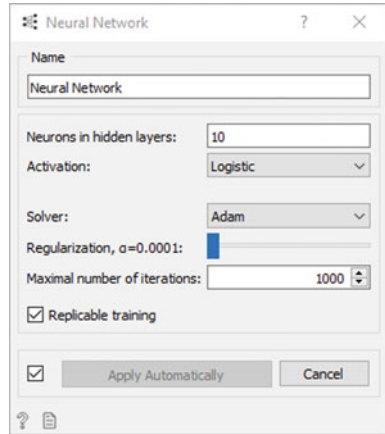 Neural Network
?
Name
Neural Network
Neurons in hidden layers: 10
Activation: Logistic
Solver: Adam
Regularization, α=0.0001:
Maximal number of iterations: 1000
Replicable training
Apply Automatically Cancel
?